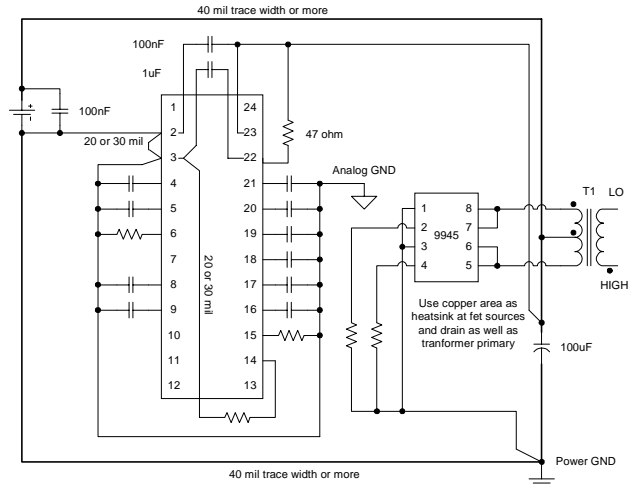 40 mil trace width or more
100nF
1uF
+
-
100nF
1 24
2 23
20 or 30 mil
3 22
47 ohm
Analog GND
4 21
5 20
6 19
7 18
8 17
9 16
10 15
11 14
12 13
20 or 30 mil
1 8
2 7
9945
3 6
4 5
T1
LO
HIGH
Use copper area as
heatsink at fet sources
and drain as well as
tranformer primary
100uF
Power GND
40 mil trace width or more